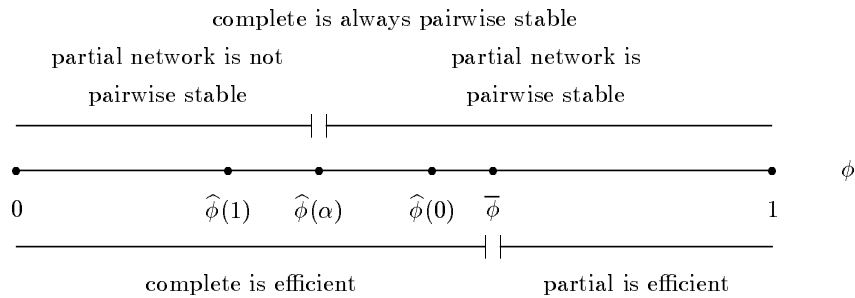 complete is always pairwise stable
partial network is not partial network is
pairwise stable pairwise stable
ϕ
0 ϕ̂(1) ϕ̂(α) ϕ̂(0) ϕ̅ 1
complete is efficient partial is efficient